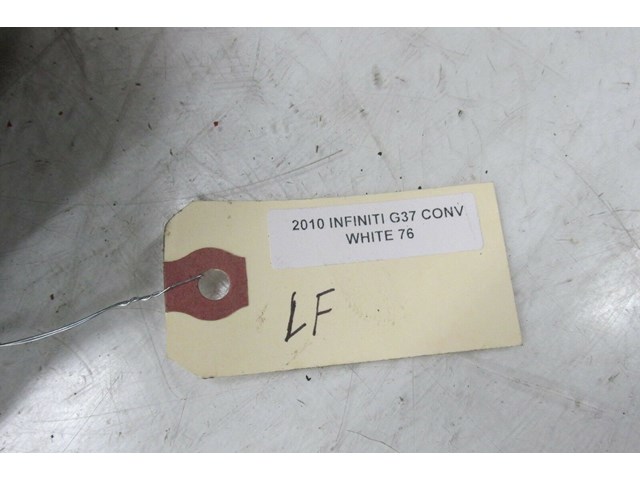 2010 INFINITI G37 CONV
WHITE 76
LF